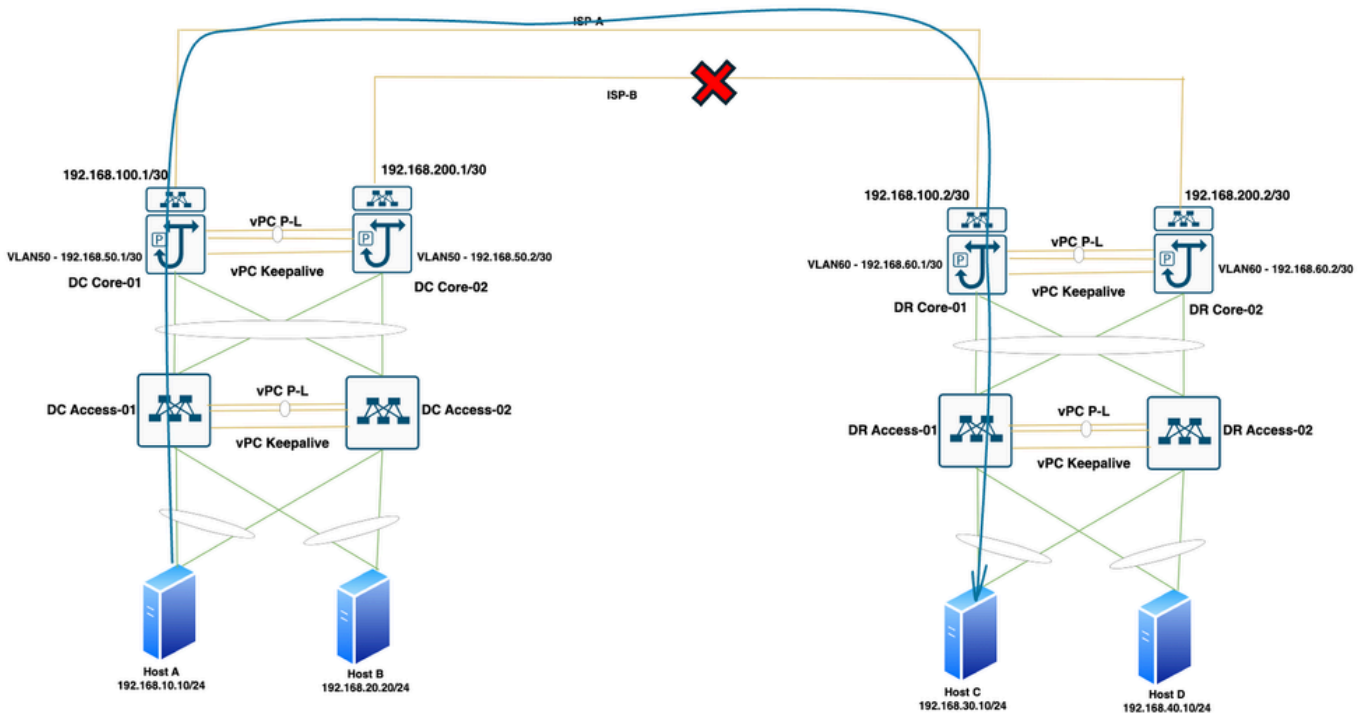 ISP-A
ISP-B
192.168.100.1/30
192.168.200.1/30
192.168.100.2/30
192.168.200.2/30
P
vPC P-L
P
VLAN50 - 192.168.50.1/30
VLAN50 - 192.168.50.2/30
vPC Keepalive
DC Core-01
DC Core-02
P
vPC P-L
P
VLAN60 - 192.168.60.1/30
VLAN60 - 192.168.60.2/30
vPC Keepalive
DR Core-01
DR Core-02
DC Access-01
vPC P-L
DC Access-02
vPC Keepalive
DR Access-01
vPC P-L
DR Access-02
vPC Keepalive
Host A
192.168.10.10/24
Host B
192.168.20.20/24
Host C
192.168.30.10/24
Host D
192.168.40.10/24